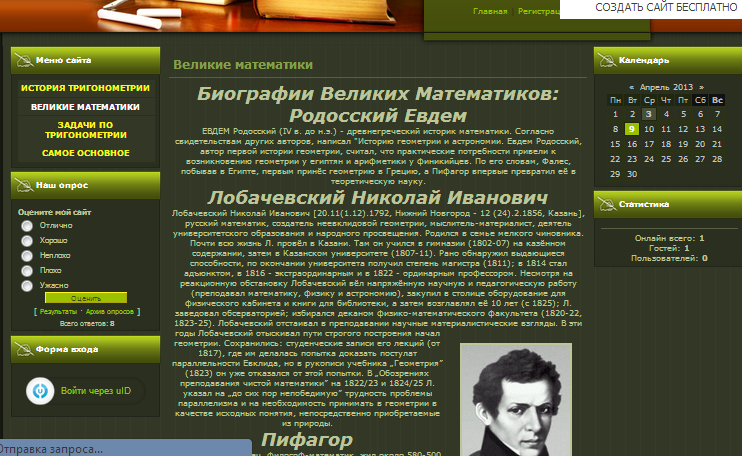 СОЗДАТЬ САЙТ БЕСПЛАТНО
Главная Регистрац
Меню сайта
ИСТОРИЯ ТРИГОНОМЕТРИИ
ВЕЛИКИЕ МАТЕМАТИКИ
ЗАДАЧИ ПО
ТРИГОНОМЕТРИИ
САМОЕ ОСНОВНОЕ
Наш опрос
Оцените мой сайт
Отлично
Хорошо
Неплохо
Плохо
Ужасно
Оценить
[ Результаты · Архив опросов ]
Всего ответов: 8
Форма входа
Войти через uID
Отправка запроса...
Великие математики
Биографии Великих Математиков:
Родосский Евдем
ЕВДЕМ Родосский (IV в. до н.э.) - древнегреческий историк математики. Согласно
свидетельствам других авторов, написал "Историю геометрии и астрономии. Евдем Родосский,
автор первой истории геометрии, считал, что практические потребности привели к
возникновению геометрии у египтян и арифметики у финикийцев. По его словам, Фалес,
побывав в Египте, первым принёс геометрию в Грецию, а Пифагор впервые превратил её в
теоретическую науку.
Лобачевский Николай Иванович
Лобачевский Николай Иванович [20.11(1.12).1792, Нижний Новгород - 12 (24).2.1856, Казань],
русский математик, создатель неевклидовой геометрии, мыслитель-материалист, деятель
университетского образования и народного просвещения. Родился в семье мелкого чиновника.
Почти всю жизнь Л. провёл в Казани. Там он учился в гимназии (1802-07) на казённом
содержании, затем в Казанском университете (1807-11). Рано обнаружил выдающиеся
способности, по окончании университета получил степень магистра (1811); в 1814 стал
адъюнктом, в 1816 - экстраординарным и в 1822 - ординарным профессором. Несмотря на
реакционную обстановку Лобачевский вёл напряжённую научную и педагогическую работу
(преподавал математику, физику и астрономию), закупил в столице оборудование для
физического кабинета и книги для библиотеки, а затем возглавлял её 10 лет (с 1825); Л.
заведовал обсерваторией; избирался деканом физико-математического факультета (1820-22,
1823-25). Лобачевский отстаивал в преподавании научные материалистические взгляды. В эти
годы Лобачевский отыскивал пути строгого построения начал
геометрии. Сохранились: студенческие записи его лекций (от
1817), где им делалась попытка доказать постулат
параллельности Евклида, но в рукописи учебника „Геометрия”
(1823) он уже отказался от этой попытки. В „Обозрениях
преподавания чистой математики” на 1822/23 и 1824/25 Л.
указал на „до сих пор непобедимую” трудность проблемы
параллелизма и на необходимость принимать в геометрии в
качестве исходных понятия, непосредственно приобретаемые
из природы.
Пифагор
Календарь
« Апрель 2013 »
Пн Вт Ср Чт Пт Сб Вс
1 2 3 4 5 6 7
8 9 10 11 12 13 14
15 16 17 18 19 20 21
22 23 24 25 26 27 28
29 30
Статистика
Онлайн всего: 1
Гостей: 1
Пользователей: 0